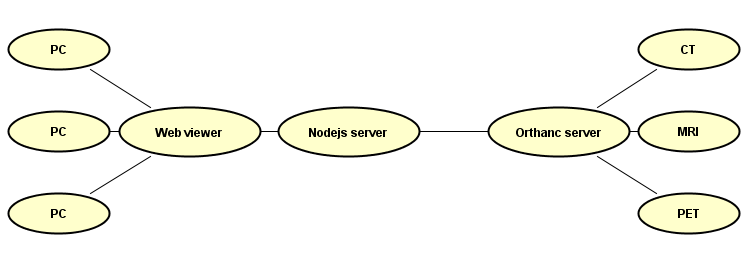 PC
CT
PC
Web viewer
Nodejs server
Orthanc server
MRI
PC
PET